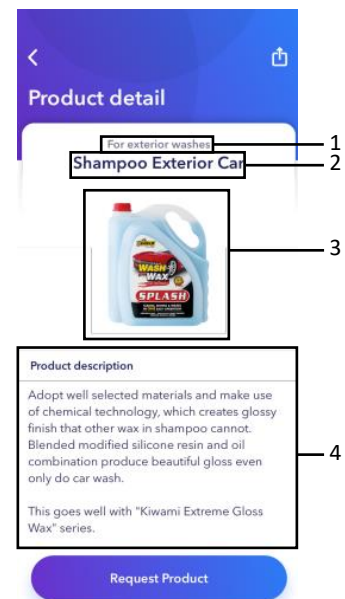 Product detail
For exterior washes
1
Shampoo Exterior Car
2
WASH
WAX
SPLASH
3
Product description
Adopt well selected materials and make use
of chemical technology, which creates glossy
finish that other wax in shampoo cannot.
Blended modified silicone resin and oil
combination produce beautiful gloss even
only do car wash.
This goes well with "Kiwami Extreme Gloss
Wax" series.
4
Request Product